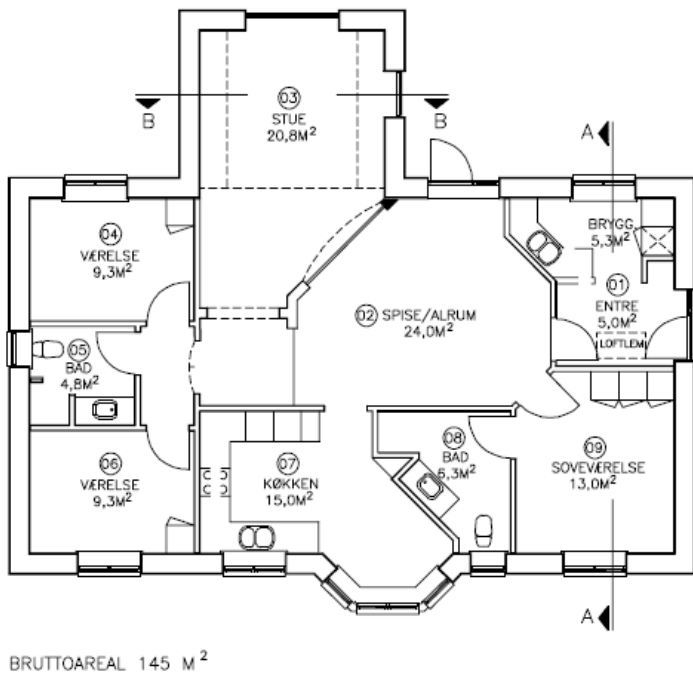 03
STUE
20,8M²
B
B
A
04
VÆRELSE
9,3M²
BRYGG.
5,3M²
01
ENTRE
5,0M²
LOFTLEM
02 SPISE/ALRUM
24,0M²
05
BAD
4,8M²
06
VÆRELSE
9,3M²
07
KØKKEN
15,0M²
08
BAD
6,3M²
09
SOVEVÆRELSE
13,0M²
A
BRUTTOAREAL 145 M²